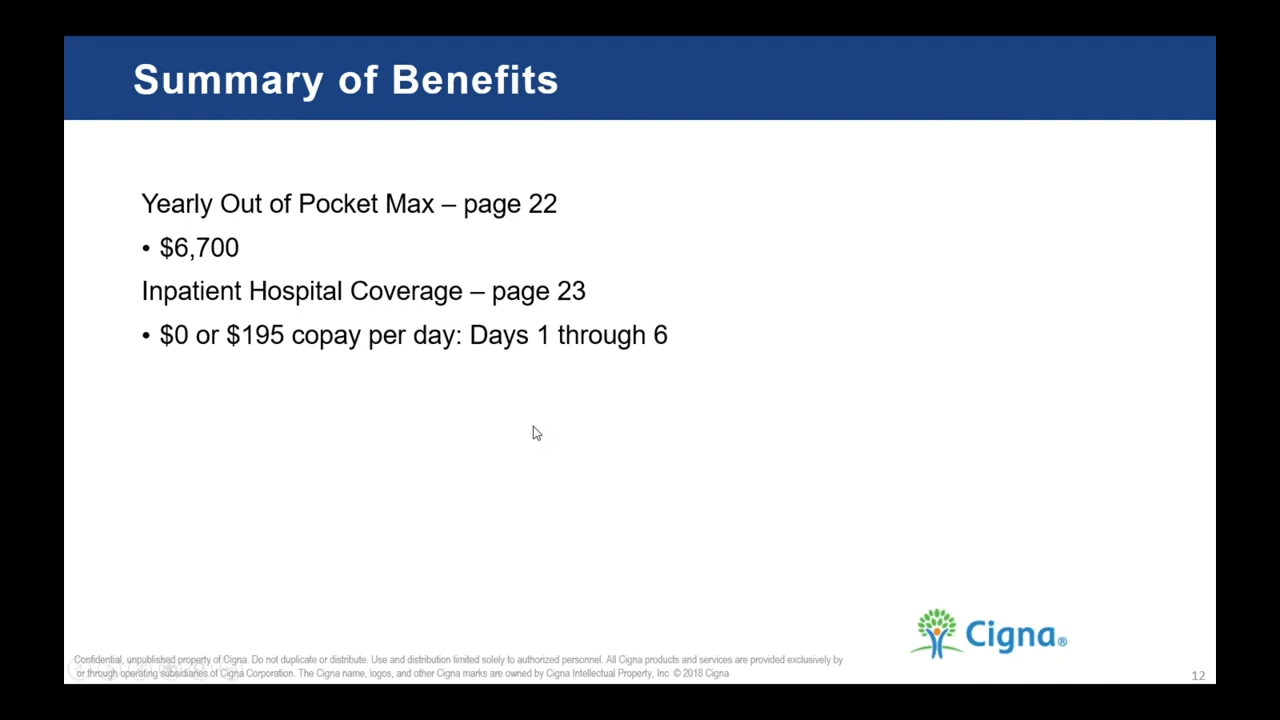 Summary of Benefits
Yearly Out of Pocket Max – page 22
• $6,700
Inpatient Hospital Coverage – page 23
• $0 or $195 copay per day: Days 1 through 6
Cigna®
Confidential, unpublished property of Cigna. Do not duplicate or distribute. Use and distribution limited solely to authorized personnel. All Cigna products and services are provided exclusively by
or through operating subsidiaries of Cigna Corporation. The Cigna name, logos, and other Cigna marks are owned by Cigna Intellectual Property, Inc © 2018 Cigna
12